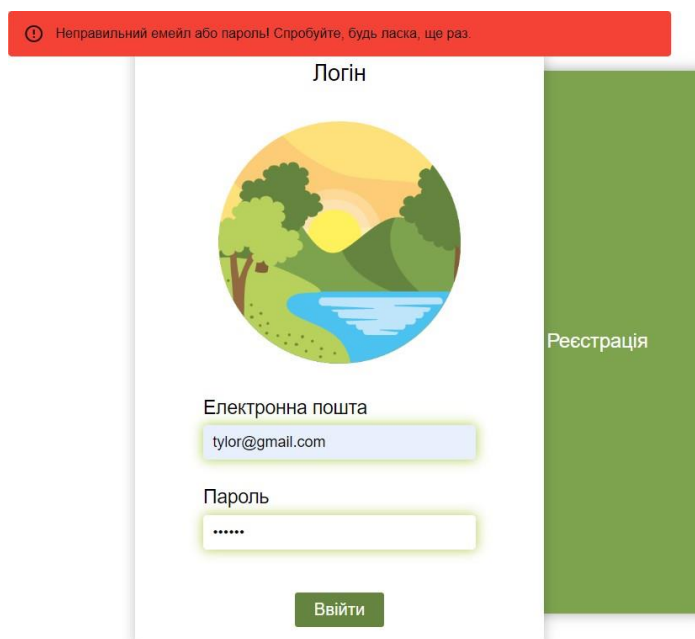 Неправильний емейл або пароль! Спробуйте, будь ласка, ще раз.
Логін
Реєстрація
Електронна пошта
tylor@gmail.com
Пароль
••••••
Ввійти